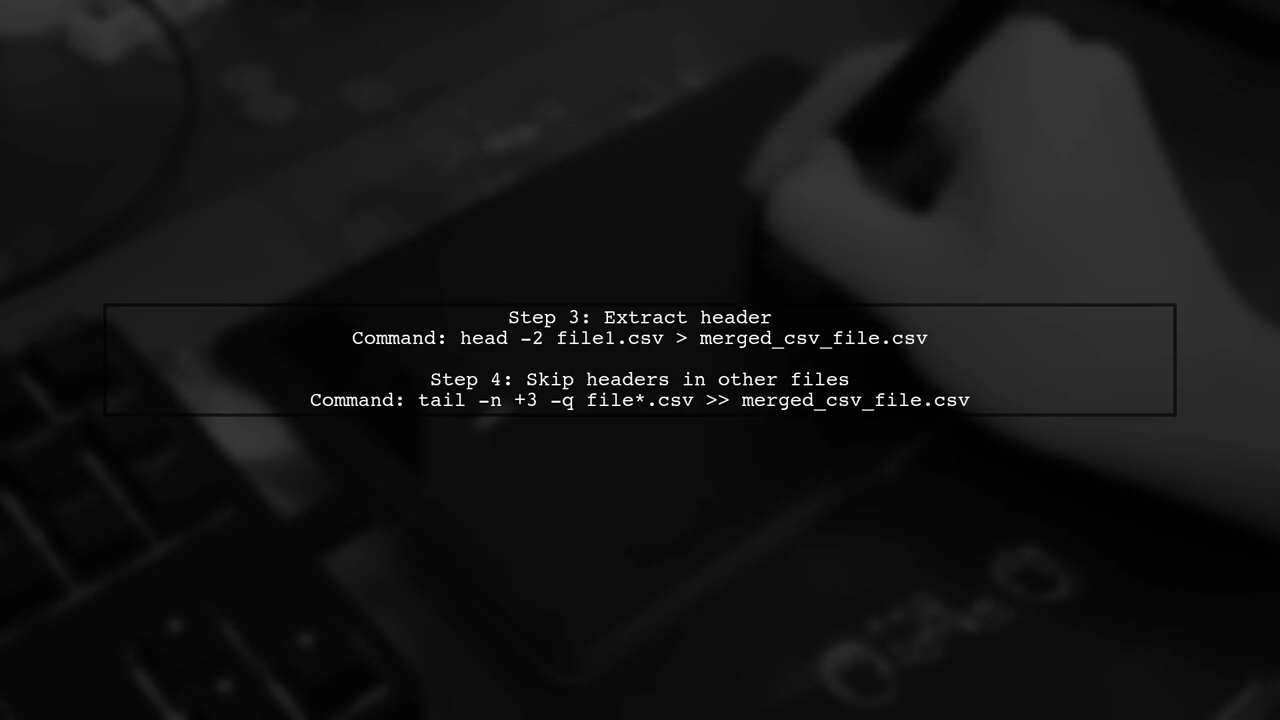 Step 3: Extract header
Command: head -2 file1.csv > merged_csv_file.csv
Step 4: Skip headers in other files
Command: tail -n +3 -q file*.csv >> merged_csv_file.csv